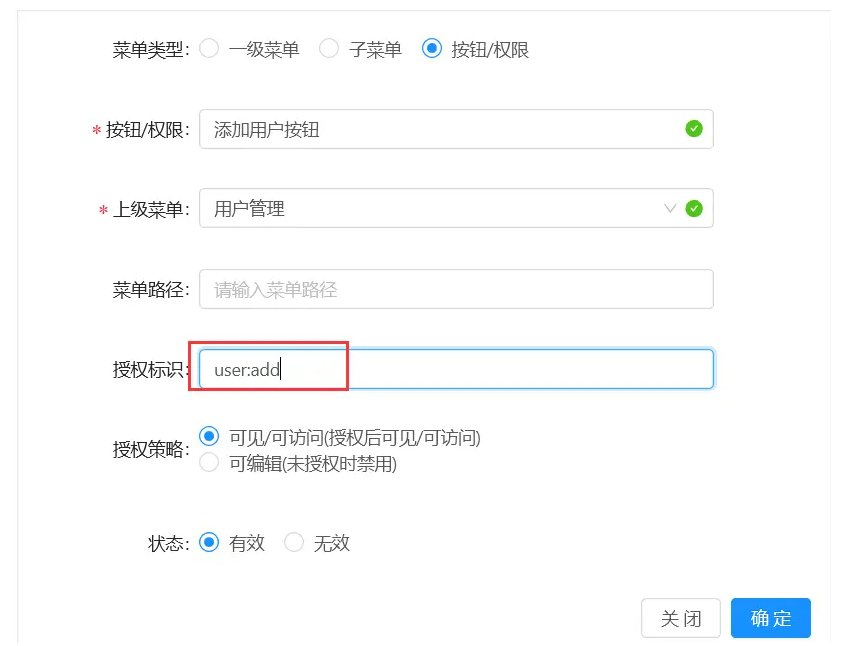 菜单类型: 一级菜单 子菜单 按钮/权限
* 按钮/权限: 添加用户按钮
* 上级菜单: 用户管理
菜单路径: 请输入菜单路径
授权标识: user:add
授权策略: 可见/可访问(授权后可见/可访问)
可编辑(未授权时禁用)
状态: 有效 无效
关 闭 确 定